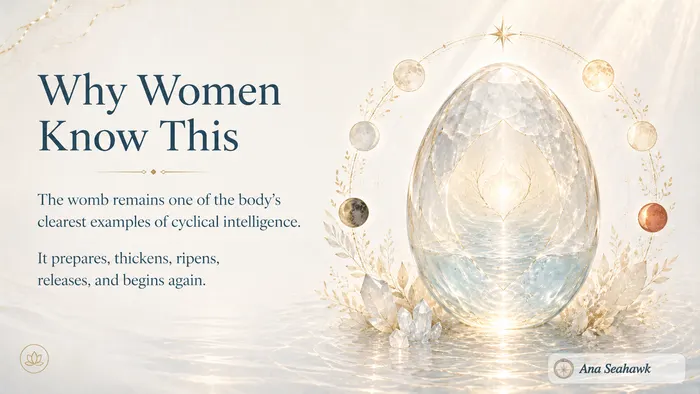 Why Women
Know This
The womb remains one of the body's
clearest examples of cyclical intelligence.
It prepares, thickens, ripens,
releases, and begins again.
Ana Seahawk